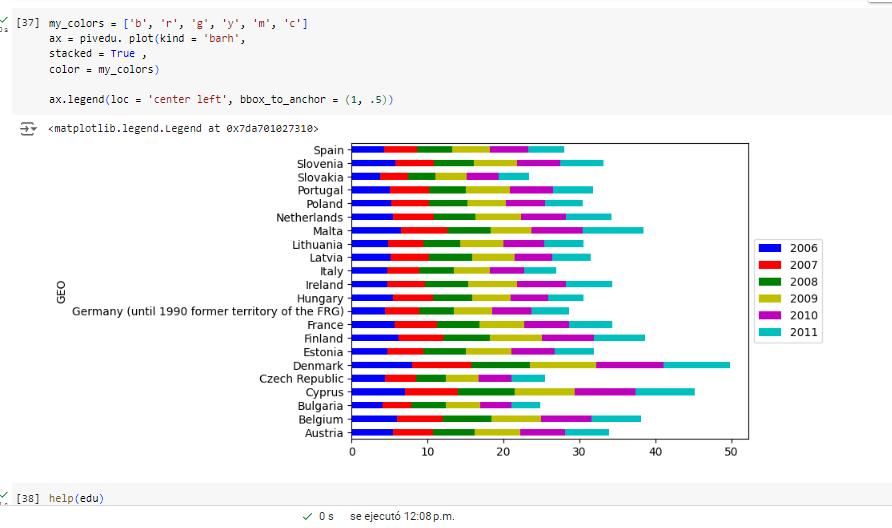 [37] my_colors = ['b', 'r', 'g', 'y', 'm', 'c']
ax = pivedu. plot(kind = 'barh',
stacked = True ,
color = my_colors)
ax.legend(loc = 'center left', bbox_to_anchor = (1, .5))
<matplotlib.legend.Legend at 0x7da701027310>
Spain
Slovenia
Slovakia
Portugal
Poland
Netherlands
Malta
Lithuania
Latvia
Italy
Ireland
Hungary
Germany (until 1990 former territory of the FRG)
France
Finland
Estonia
Denmark
Czech Republic
Cyprus
Bulgaria
Belgium
Austria
GEO
0 10 20 30 40 50
2006
2007
2008
2009
2010
2011
[38] help(edu)
0 s se ejecutó 12:08 p.m.